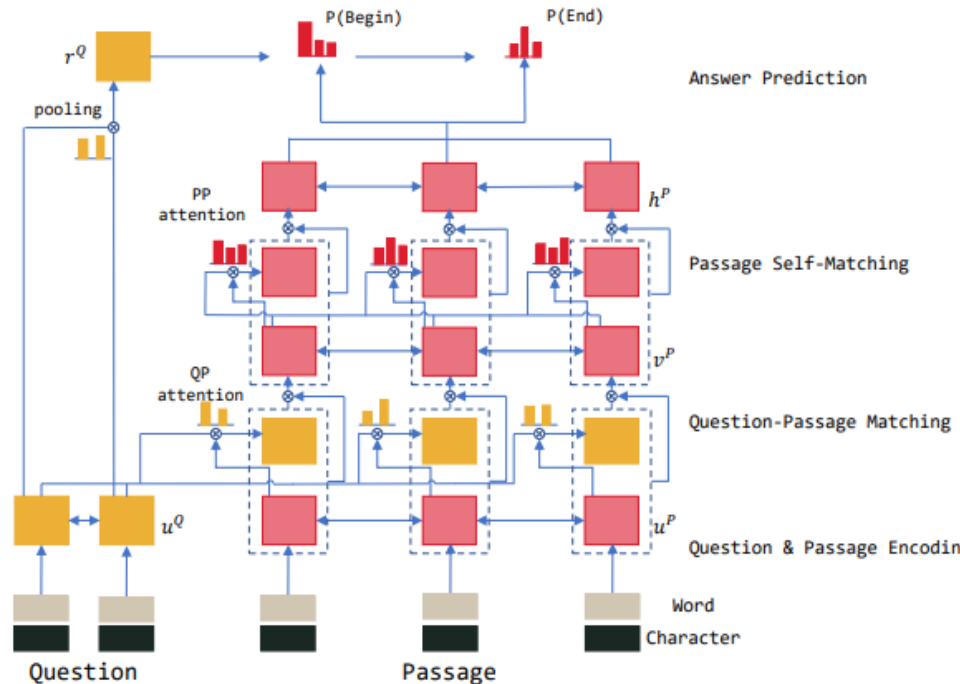 P(Begin)
P(End)
r^Q
Answer Prediction
pooling
PP
attention
h^P
Passage Self-Matching
v^P
QP
attention
Question-Passage Matching
u^Q
u^P
Question & Passage Encodin
Word
Character
Question
Passage